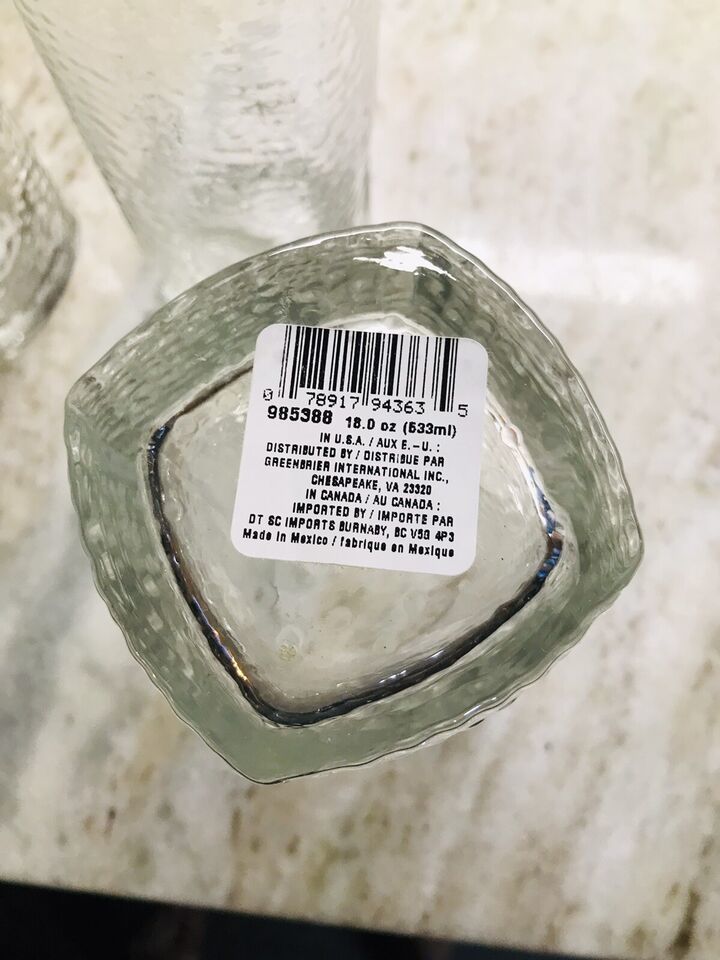 0 78917 94363 5
985388 18.0 oz (533ml)
IN U.S.A. / AUX E.-U. :
DISTRIBUTED BY / DISTRIBUE PAR
GREENBRIER INTERNATIONAL INC.,
CHESAPEAKE, VA 23320
IN CANADA / AU CANADA :
IMPORTED BY / IMPORTE PAR
DT SC IMPORTS BURNABY, BC V5G 4P3
Made in Mexico / fabrique en Mexique